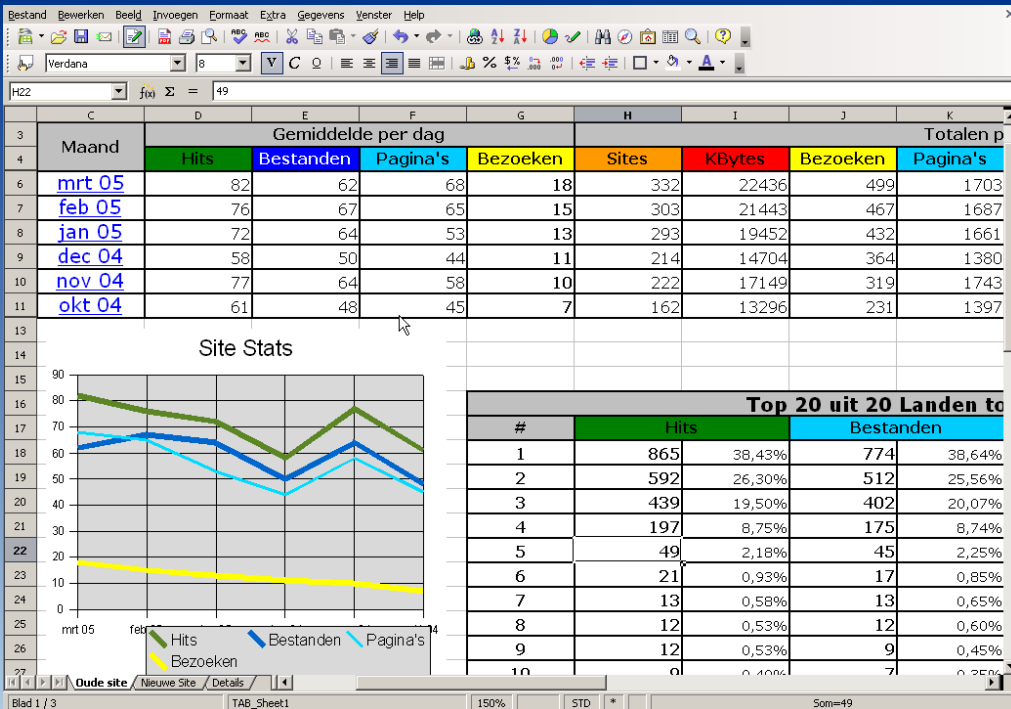 Bestand Bewerken Beeld Invoegen Formaat Extra Gegevens Venster Help
Verdana 8 V C O % $%
H22 f(x) Σ = 49
C D E F G H I J K
3 Maand Gemiddelde per dag Totalen p
4 Hits Bestanden Pagina's Bezoeken Sites KBytes Bezoeken Pagina's
6 mrt 05 82 62 68 18 332 22436 499 1703
7 feb 05 76 67 65 15 303 21443 467 1687
8 jan 05 72 64 53 13 293 19452 432 1661
9 dec 04 58 50 44 11 214 14704 364 1380
10 nov 04 77 64 58 10 222 17149 319 1743
11 okt 04 61 48 45 7 162 13296 231 1397
13
14 Site Stats
15
90
80
70
60
50
40
30
20
10
0
mrt 05 feb 04
Hits Bestanden Pagina's
Bezoeken
16 Top 20 uit 20 Landen to
17 # Hits Bestanden
18 1 865 38,43% 774 38,64%
19 2 592 26,30% 512 25,56%
20 3 439 19,50% 402 20,07%
21 4 197 8,75% 175 8,74%
22 5 49 2,18% 45 2,25%
23 6 21 0,93% 17 0,85%
24 7 13 0,58% 13 0,65%
25 8 12 0,53% 12 0,60%
26 9 12 0,53% 9 0,45%
27 10 9 0,40% 7 0,35%
Oude site Nieuwe Site Details
Blad 1 / 3 TAB_Sheet1 150% STD * Som=49